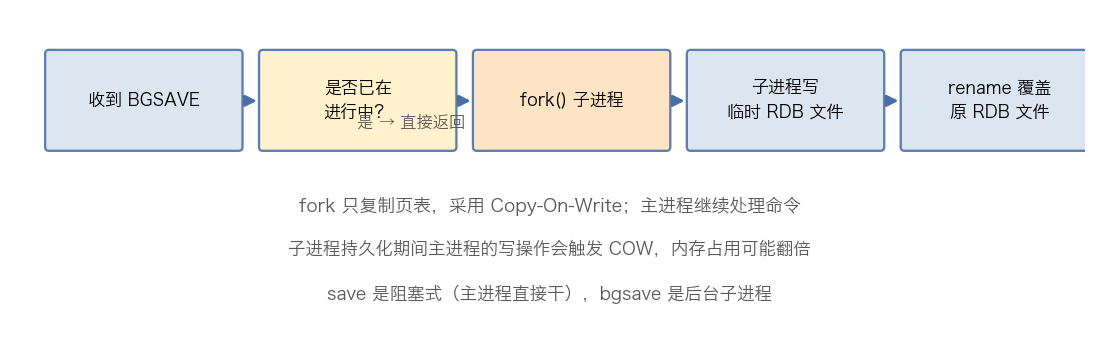 收到 BGSAVE
是否已在
进行中?
是 → 直接返回
fork() 子进程
子进程写
临时 RDB 文件
rename 覆盖
原 RDB 文件
fork 只复制页表，采用 Copy-On-Write；主进程继续处理命令
子进程持久化期间主进程的写操作会触发 COW，内存占用可能翻倍
save 是阻塞式（主进程直接干），bgsave 是后台子进程